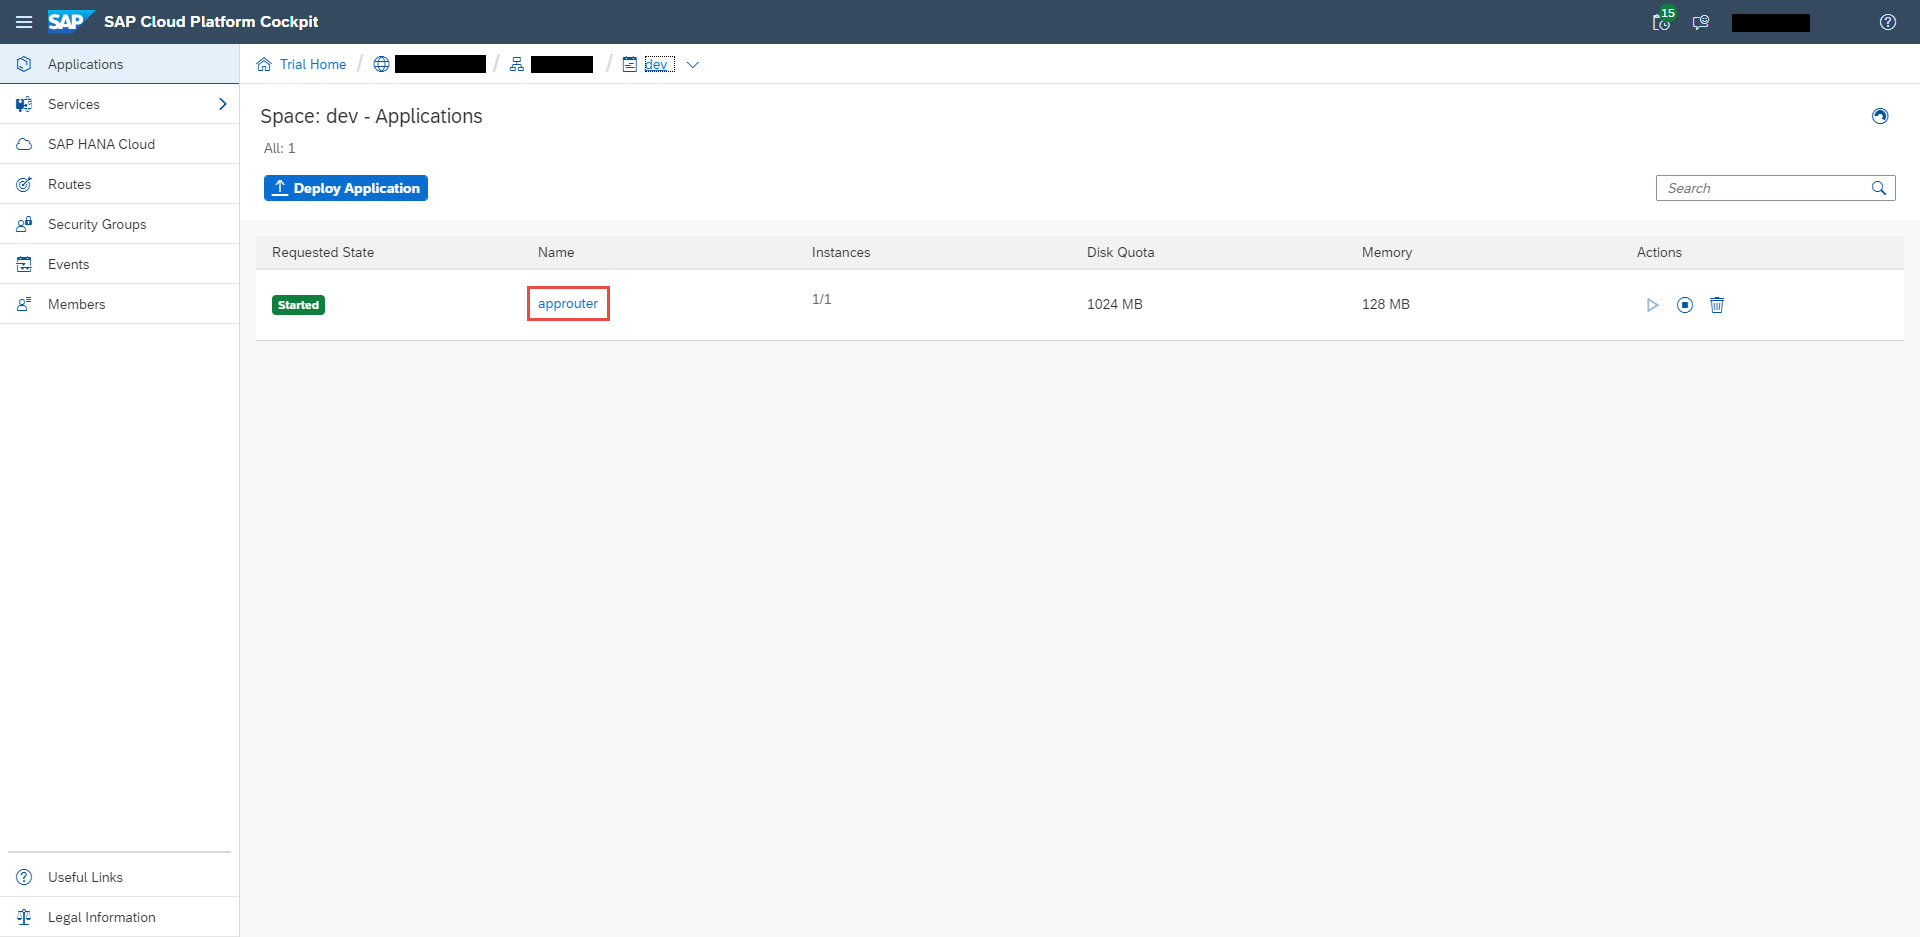 SAP SAP Cloud Platform Cockpit 15
Applications
Services
SAP HANA Cloud
Routes
Security Groups
Events
Members
Useful Links
Legal Information
Trial Home / / / dev
Space: dev - Applications
All: 1
Deploy Application
Search
Requested State Name Instances Disk Quota Memory Actions
Started approuter 1/1 1024 MB 128 MB